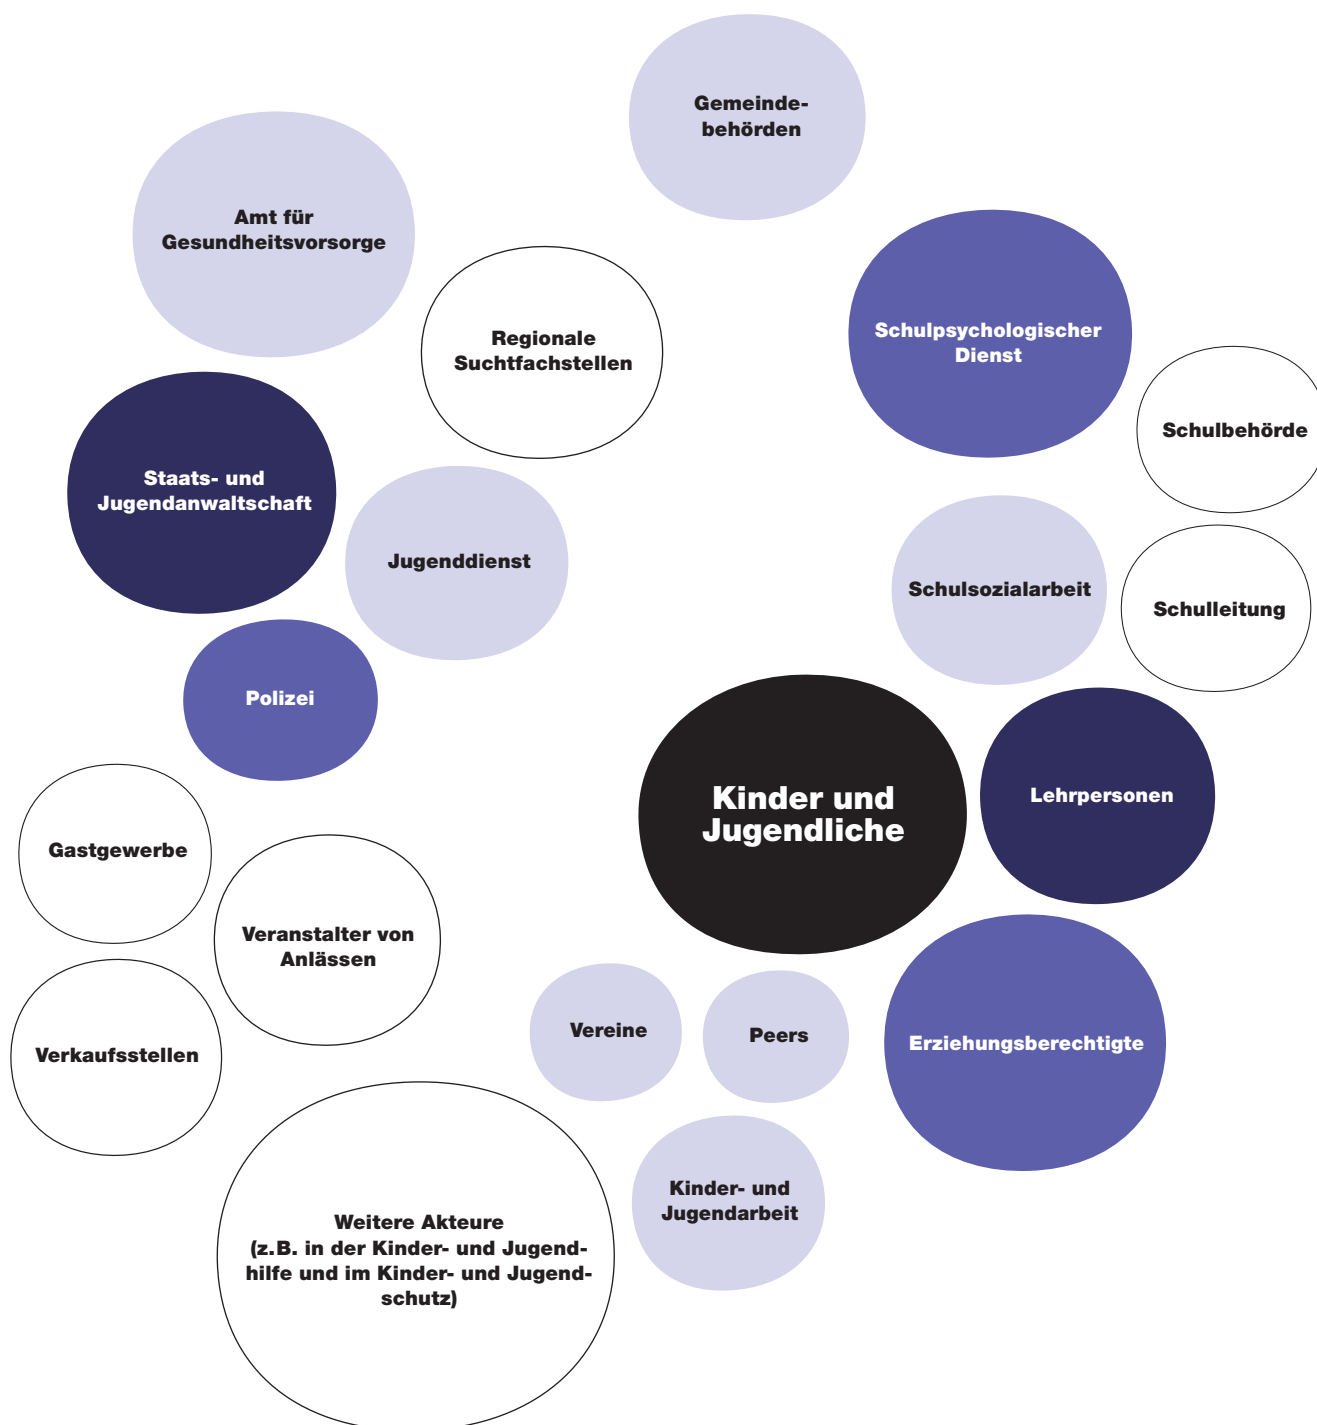 Gemeinde-
behörden
Amt für
Gesundheitsvorsorge
Regionale
Suchtfachstellen
Schulpsychologischer
Dienst
Schulbehörde
Staats- und
Jugendanwaltschaft
Jugenddienst
Schulsozialarbeit
Schulleitung
Polizei
Kinder und
Jugendliche
Lehrpersonen
Gastgewerbe
Veranstalter von
Anlässen
Vereine
Peers
Erziehungsberechtigte
Verkaufsstellen
Kinder- und
Jugendarbeit
Weitere Akteure
(z.B. in der Kinder- und Jugend-
hilfe und im Kinder- und Jugend-
schutz)